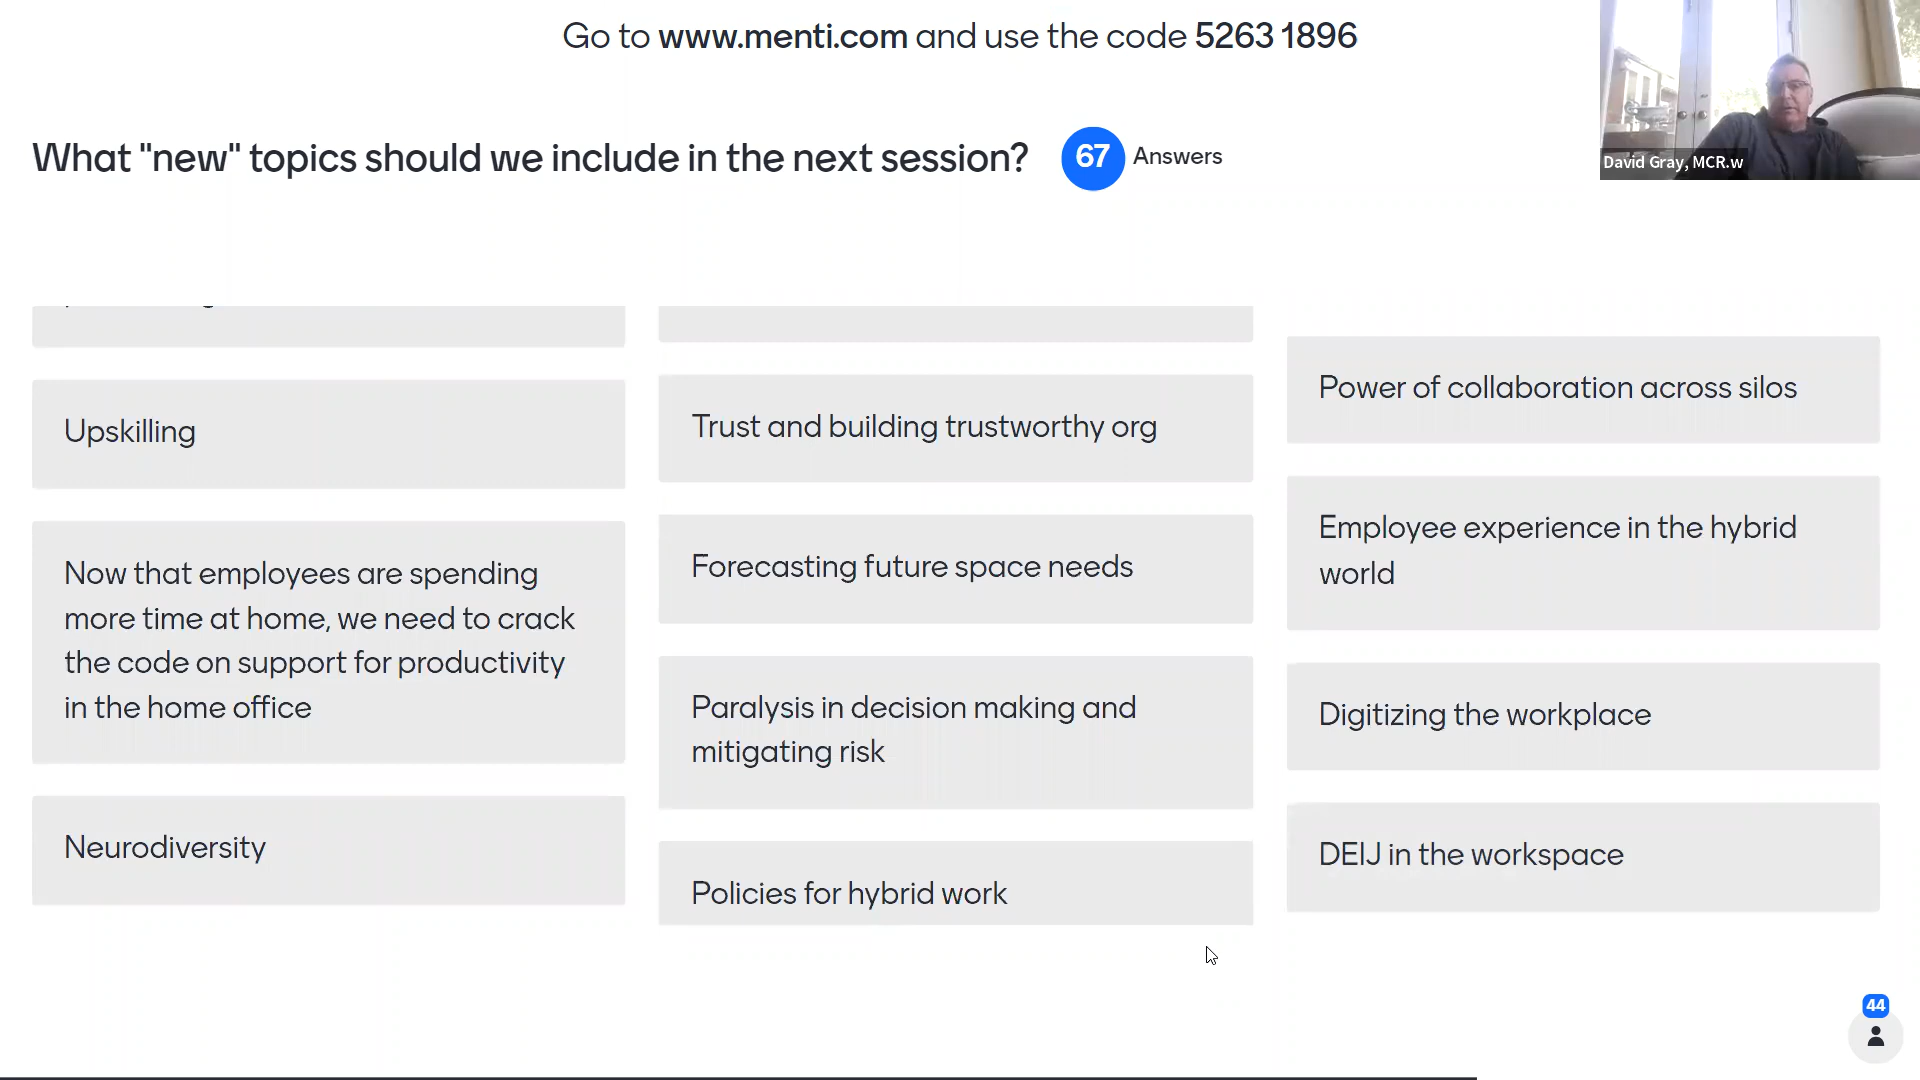 Go to www.menti.com and use the code 5263 1896
David Gray, MCR.w
What "new" topics should we include in the next session?
67 Answers
Upskilling
Now that employees are spending
more time at home, we need to crack
the code on support for productivity
in the home office
Neurodiversity
Trust and building trustworthy org
Forecasting future space needs
Paralysis in decision making and
mitigating risk
Policies for hybrid work
Power of collaboration across silos
Employee experience in the hybrid
world
Digitizing the workplace
DEIJ in the workspace
44